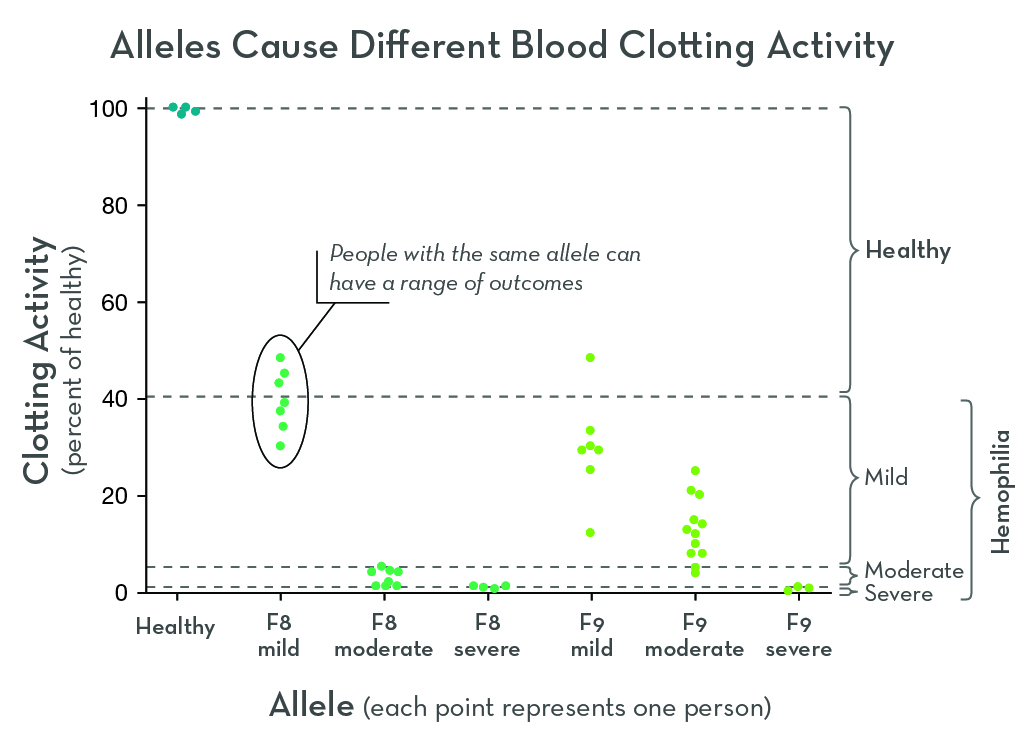 Alleles Cause Different Blood Clotting Activity
Clotting Activity
(percent of healthy)
100
80
60
40
20
0
People with the same allele can
have a range of outcomes
Healthy
Mild
Moderate
Severe
Hemophilia
Healthy
F8
mild
F8
moderate
F8
severe
F9
mild
F9
moderate
F9
severe
Allele (each point represents one person)